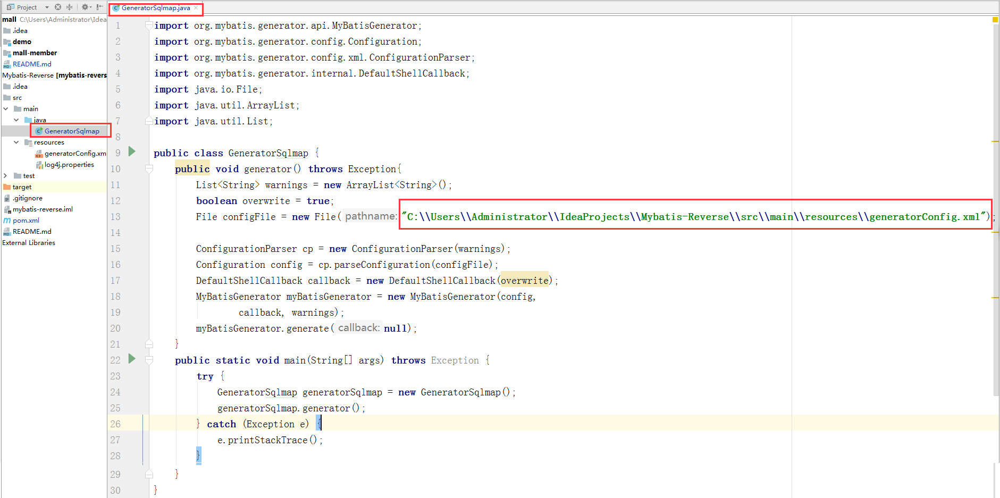 Project
mall C:\Users\Administrator\Idea
.idea
demo
mall-member
README.md
Mybatis-Reverse [mybatis-revers
.idea
src
main
java
GeneratorSqlmap
resources
generatorConfig.xm
log4j.properties
test
target
.gitignore
mybatis-reverse.iml
pom.xml
README.md
External Libraries
GeneratorSqlmap.java
1 import org.mybatis.generator.api.MyBatisGenerator;
2 import org.mybatis.generator.config.Configuration;
3 import org.mybatis.generator.config.xml.ConfigurationParser;
4 import org.mybatis.generator.internal.DefaultShellCallback;
5 import java.io.File;
6 import java.util.ArrayList;
7 import java.util.List;
8
9 public class GeneratorSqlmap {
10 public void generator() throws Exception{
11 List<String> warnings = new ArrayList<String>();
12 boolean overwrite = true;
13 File configFile = new File( pathname: "C:\\Users\\Administrator\\IdeaProjects\\Mybatis-Reverse\\src\\main\\resources\\generatorConfig.xml");
14
15 ConfigurationParser cp = new ConfigurationParser(warnings);
16 Configuration config = cp.parseConfiguration(configFile);
17 DefaultShellCallback callback = new DefaultShellCallback(overwrite);
18 MyBatisGenerator myBatisGenerator = new MyBatisGenerator(config,
19 callback, warnings);
20 myBatisGenerator.generate( callback: null);
21 }
22 public static void main(String[] args) throws Exception {
23 try {
24 GeneratorSqlmap generatorSqlmap = new GeneratorSqlmap();
25 generatorSqlmap.generator();
26 } catch (Exception e) {
27 e.printStackTrace();
28 }
29 }
30 }